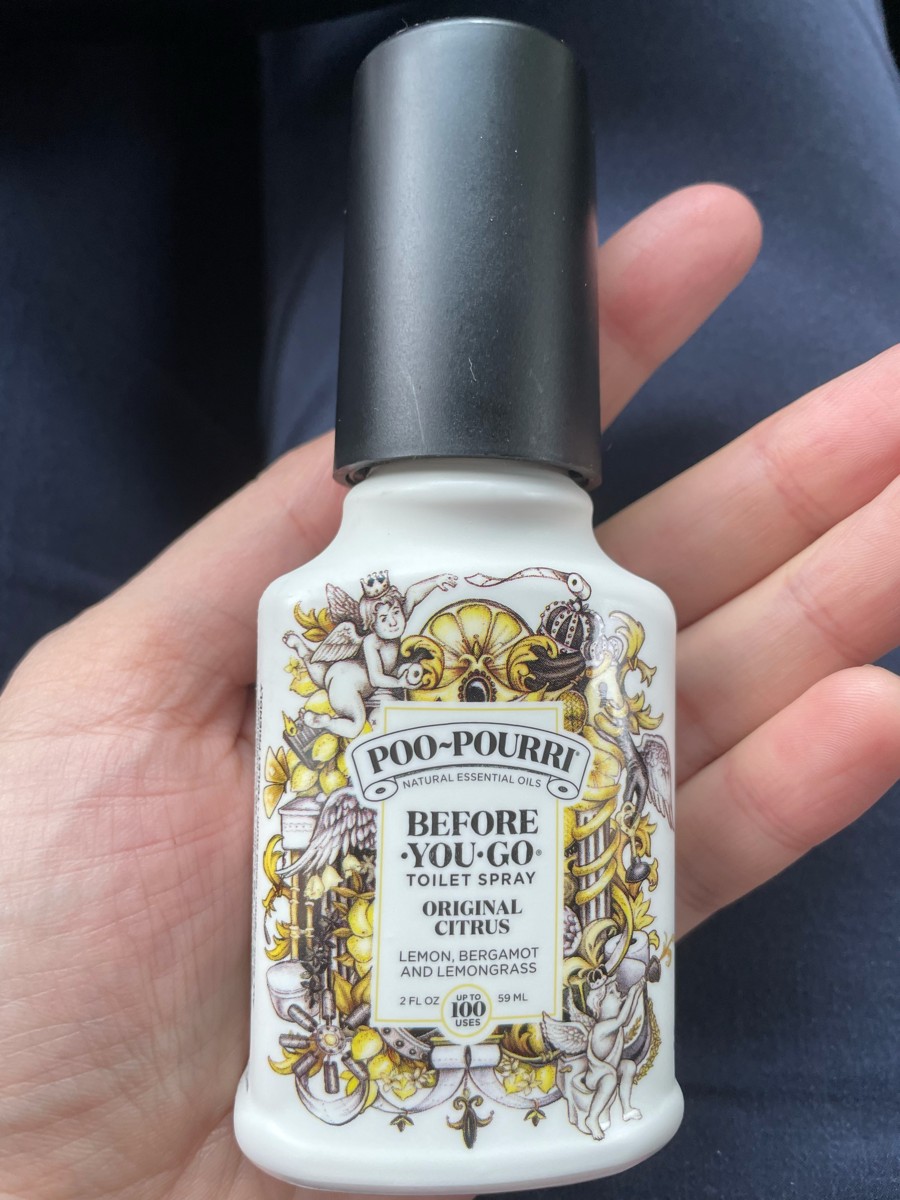 POO~POURRI®
NATURAL ESSENTIAL OILS
BEFORE
·YOU·GO®
TOILET SPRAY
ORIGINAL
CITRUS
LEMON, BERGAMOT
AND LEMONGRASS
2 FL OZ
UP TO
100
USES
59 ML